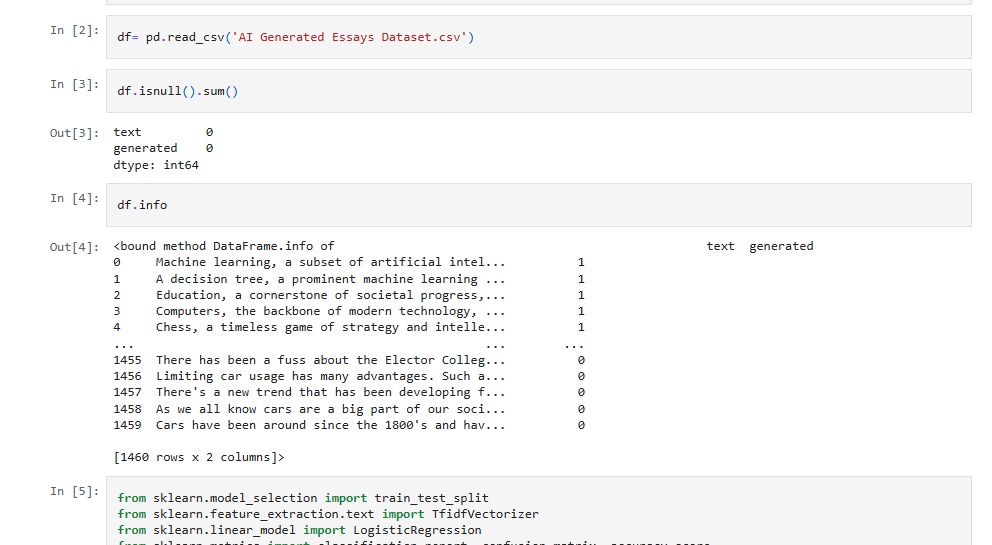 In [2]: df= pd.read_csv('AI Generated Essays Dataset.csv')
In [3]: df.isnull().sum()
Out[3]: text 0
generated 0
dtype: int64
In [4]: df.info
Out[4]: <bound method DataFrame.info of text generated
0 Machine learning, a subset of artificial intel... 1
1 A decision tree, a prominent machine learning ... 1
2 Education, a cornerstone of societal progress,... 1
3 Computers, the backbone of modern technology, ... 1
4 Chess, a timeless game of strategy and intelle... 1
... ... ...
1455 There has been a fuss about the Elector Colleg... 0
1456 Limiting car usage has many advantages. Such a... 0
1457 There's a new trend that has been developing f... 0
1458 As we all know cars are a big part of our soci... 0
1459 Cars have been around since the 1800's and hav... 0
[1460 rows x 2 columns]>
In [5]: from sklearn.model_selection import train_test_split
from sklearn.feature_extraction.text import TfidfVectorizer
from sklearn.linear_model import LogisticRegression
from sklearn.metrics import classification_report, confusion_matrix, accuracy_score